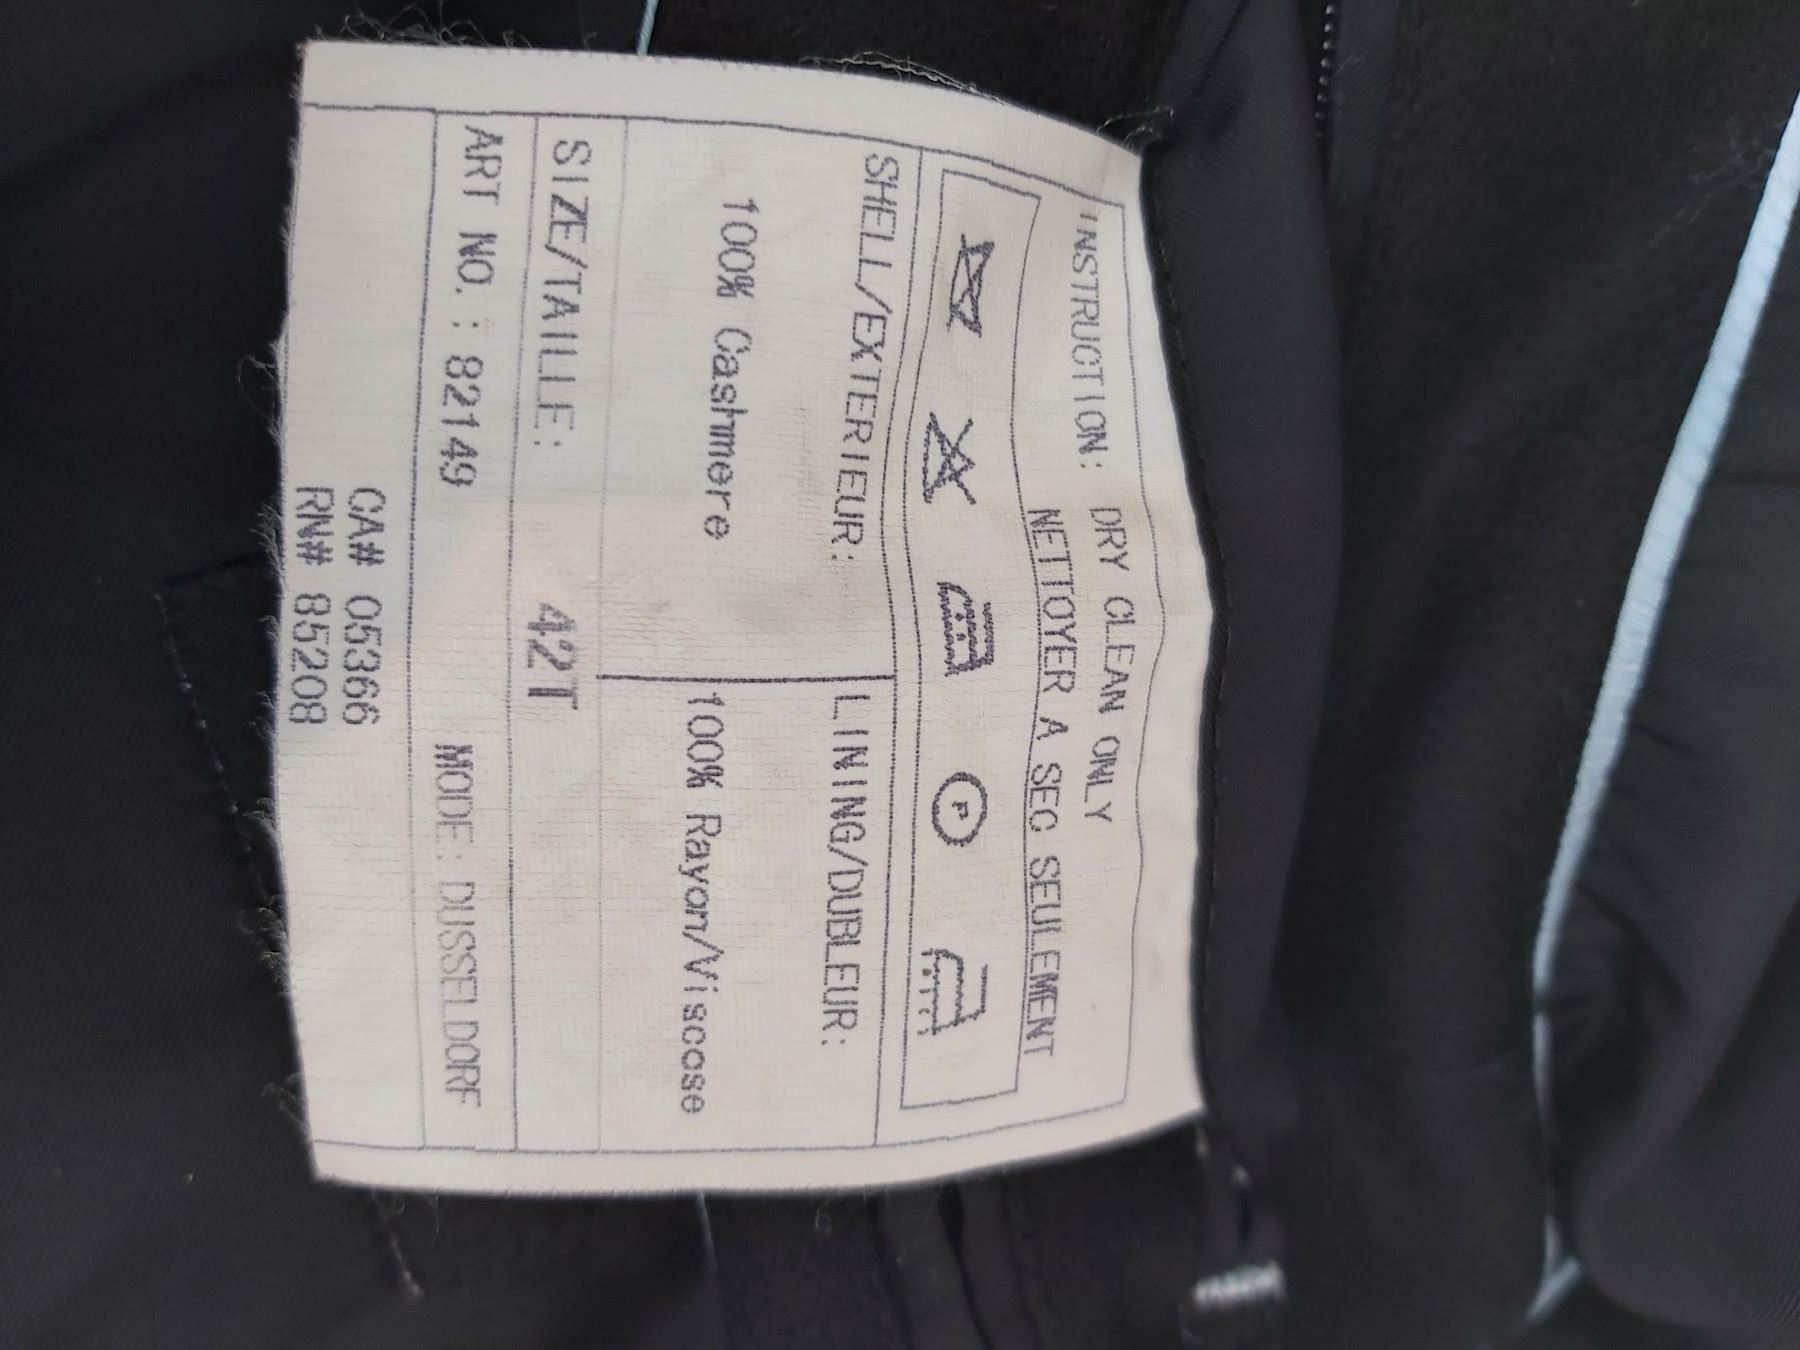 INSTRUCTION: DRY CLEAN ONLY
NETTOYER A SEC SEULEMENT
P
SHELL/EXTERIEUR:
100% Cashmere
LINING/DUBLEUR:
100% Rayon/Viscose
SIZE/TAILLE: 42T
ART NO. : 82149 MODE: DUSSELDORF
CA# 05366
RN# 85208